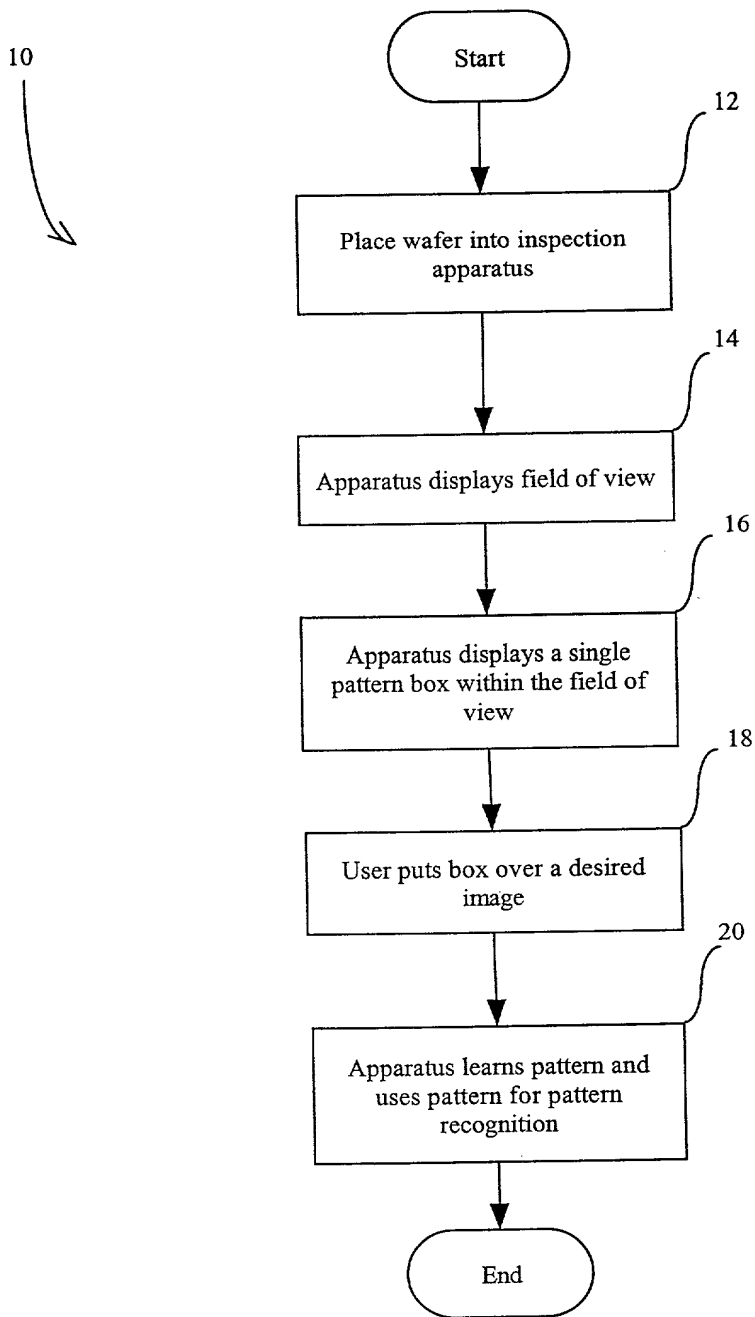 10
Start
12
Place wafer into inspection
apparatus
14
Apparatus displays field of view
16
Apparatus displays a single
pattern box within the field of
view
18
User puts box over a desired
image
20
Apparatus learns pattern and
uses pattern for pattern
recognition
End